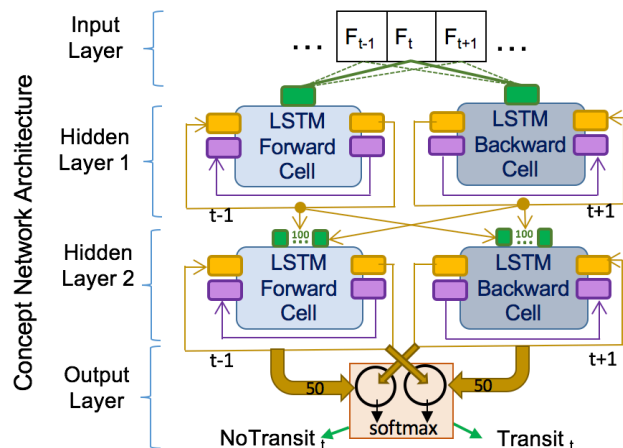 Concept Network Architecture
Input
Layer
... F t-1 F t F t+1 ...
Hidden
Layer 1
LSTM
Forward
Cell
LSTM
Backward
Cell
t-1
t+1
100
...
100
...
Hidden
Layer 2
LSTM
Forward
Cell
LSTM
Backward
Cell
t-1
t+1
Output
Layer
50
50
softmax
NoTransit t
Transit t